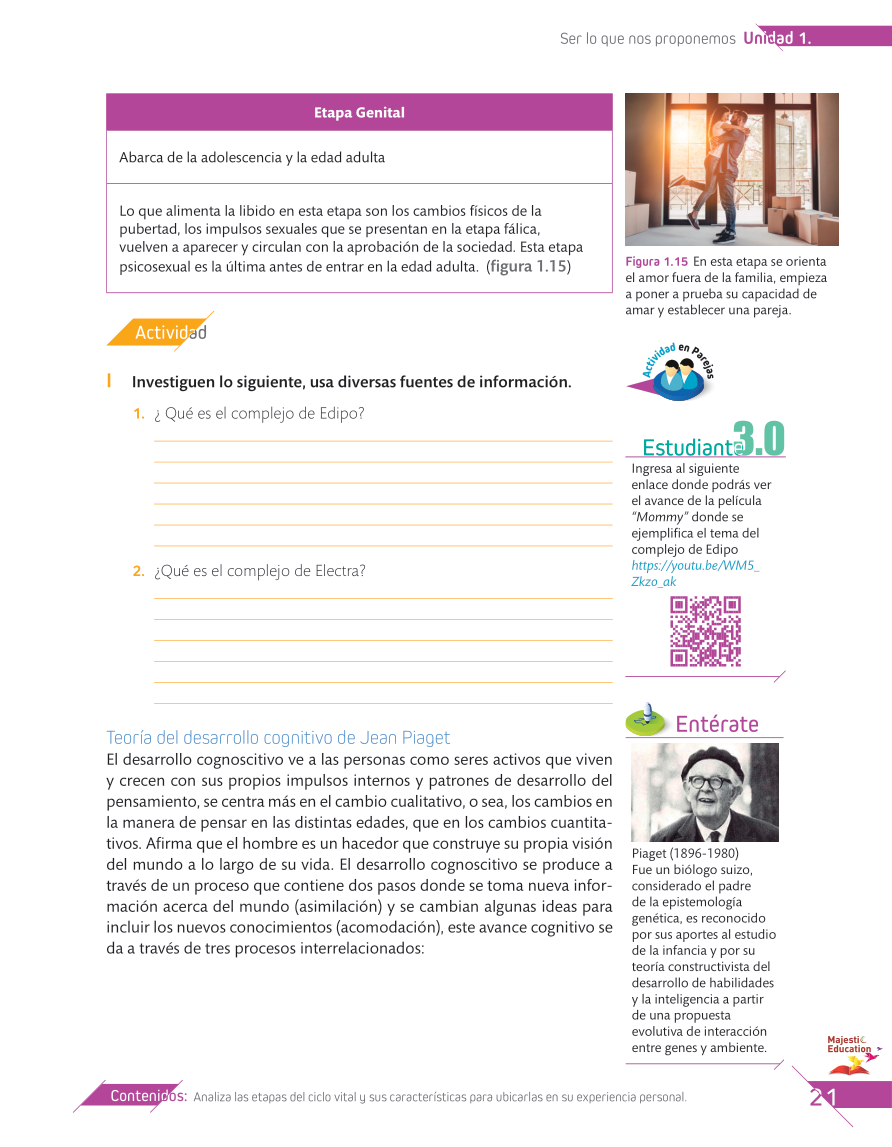 Ser lo que nos proponemos Unidad 1.
Etapa Genital
Abarca de la adolescencia y la edad adulta
Lo que alimenta la libido en esta etapa son los cambios físicos de la
pubertad, los impulsos sexuales que se presentan en la etapa fálica,
vuelven a aparecer y circulan con la aprobación de la sociedad. Esta etapa
psicosexual es la última antes de entrar en la edad adulta. (figura 1.15)
Figura 1.15 En esta etapa se orienta
el amor fuera de la familia, empieza
a poner a prueba su capacidad de
amar y establecer una pareja.
Actividad
I Investiguen lo siguiente, usa diversas fuentes de información.
1. ¿ Qué es el complejo de Edipo?
2. ¿Qué es el complejo de Electra?
Actividad en Parejas
Estudiante 3.0
Ingresa al siguiente
enlace donde podrás ver
el avance de la película
“Mommy” donde se
ejemplifica el tema del
complejo de Edipo
https://youtu.be/WM5_
Zkzo_ak
Teoría del desarrollo cognitivo de Jean Piaget
El desarrollo cognoscitivo ve a las personas como seres activos que viven
y crecen con sus propios impulsos internos y patrones de desarrollo del
pensamiento, se centra más en el cambio cualitativo, o sea, los cambios en
la manera de pensar en las distintas edades, que en los cambios cuantita-
tivos. Afirma que el hombre es un hacedor que construye su propia visión
del mundo a lo largo de su vida. El desarrollo cognoscitivo se produce a
través de un proceso que contiene dos pasos donde se toma nueva infor-
mación acerca del mundo (asimilación) y se cambian algunas ideas para
incluir los nuevos conocimientos (acomodación), este avance cognitivo se
da a través de tres procesos interrelacionados:
Entérate
Piaget (1896-1980)
Fue un biólogo suizo,
considerado el padre
de la epistemología
genética, es reconocido
por sus aportes al estudio
de la infancia y por su
teoría constructivista del
desarrollo de habilidades
y la inteligencia a partir
de una propuesta
evolutiva de interacción
entre genes y ambiente.
Majestic
Education
Contenidos: Analiza las etapas del ciclo vital y sus características para ubicarlas en su experiencia personal.
21